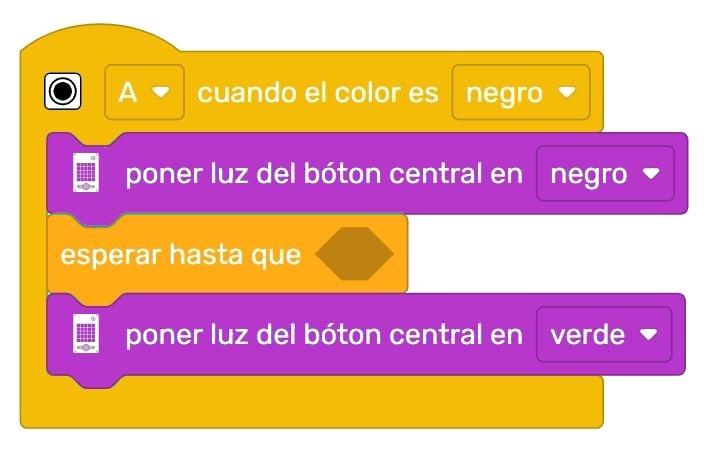 A cuando el color es negro
poner luz del bóton central en negro
esperar hasta que
poner luz del bóton central en verde